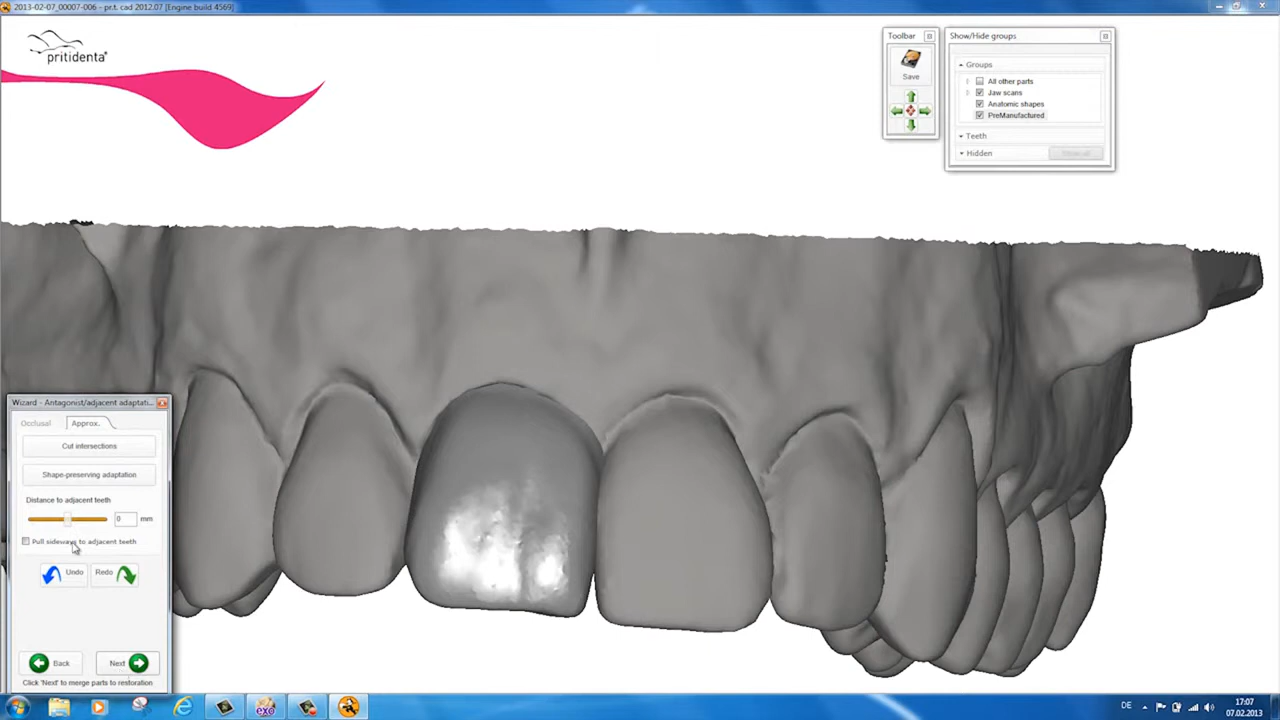 2013-02-07_00007-006 - pr.t. cad 2012.07 [Engine build 4569]
pritidenta®
Toolbar
Save
Show/Hide groups
Groups
All other parts
Jaw scans
Anatomic shapes
PreManufactured
Teeth
Hidden
Wizard - Antagonist/adjacent adaptati...
Occlusal
Approx.
Cut intersections
Shape-preserving adaptation
Distance to adjacent teeth
0 mm
Pull sideways to adjacent teeth
Undo
Redo
Back
Next
Click 'Next' to merge parts to restoration
exo
DE
17:07
07.02.2013